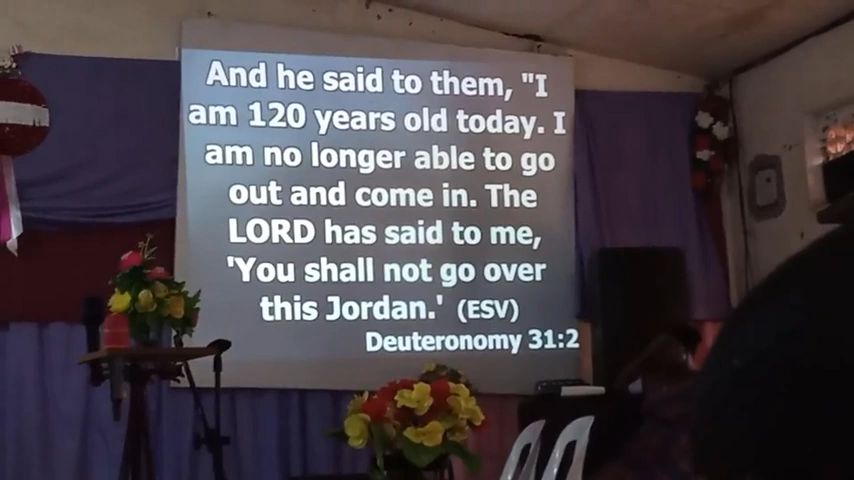 And he said to them, "I
am 120 years old today. I
am no longer able to go
out and come in. The
LORD has said to me,
'You shall not go over
this Jordan.' (ESV)
Deuteronomy 31:2